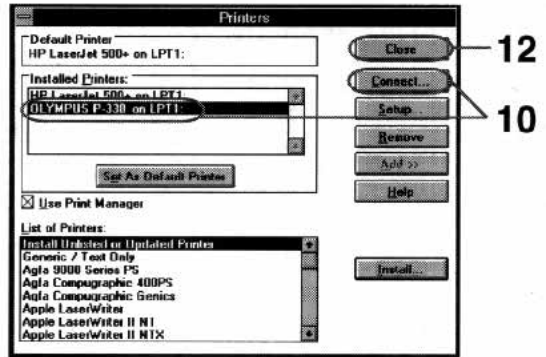 Printers
Default Printer
HP LaserJet 500+ on LPT1:
Installed Printers:
HP LaserJet 500+ on LPT1:
OLYMPUS P-330 on LPT1:
Set As Default Printer
Use Print Manager
List of Printers:
Install Unlisted or Updated Printer
Generic / Text Only
Agfa 9000 Series PS
Agfa Compugraphic 400PS
Agfa Compugraphic Genics
Apple LaserWriter
Apple LaserWriter II NT
Apple LaserWriter II NTX
Close
Connect...
Setup...
Remove
Add >>
Help
Install...
12
10